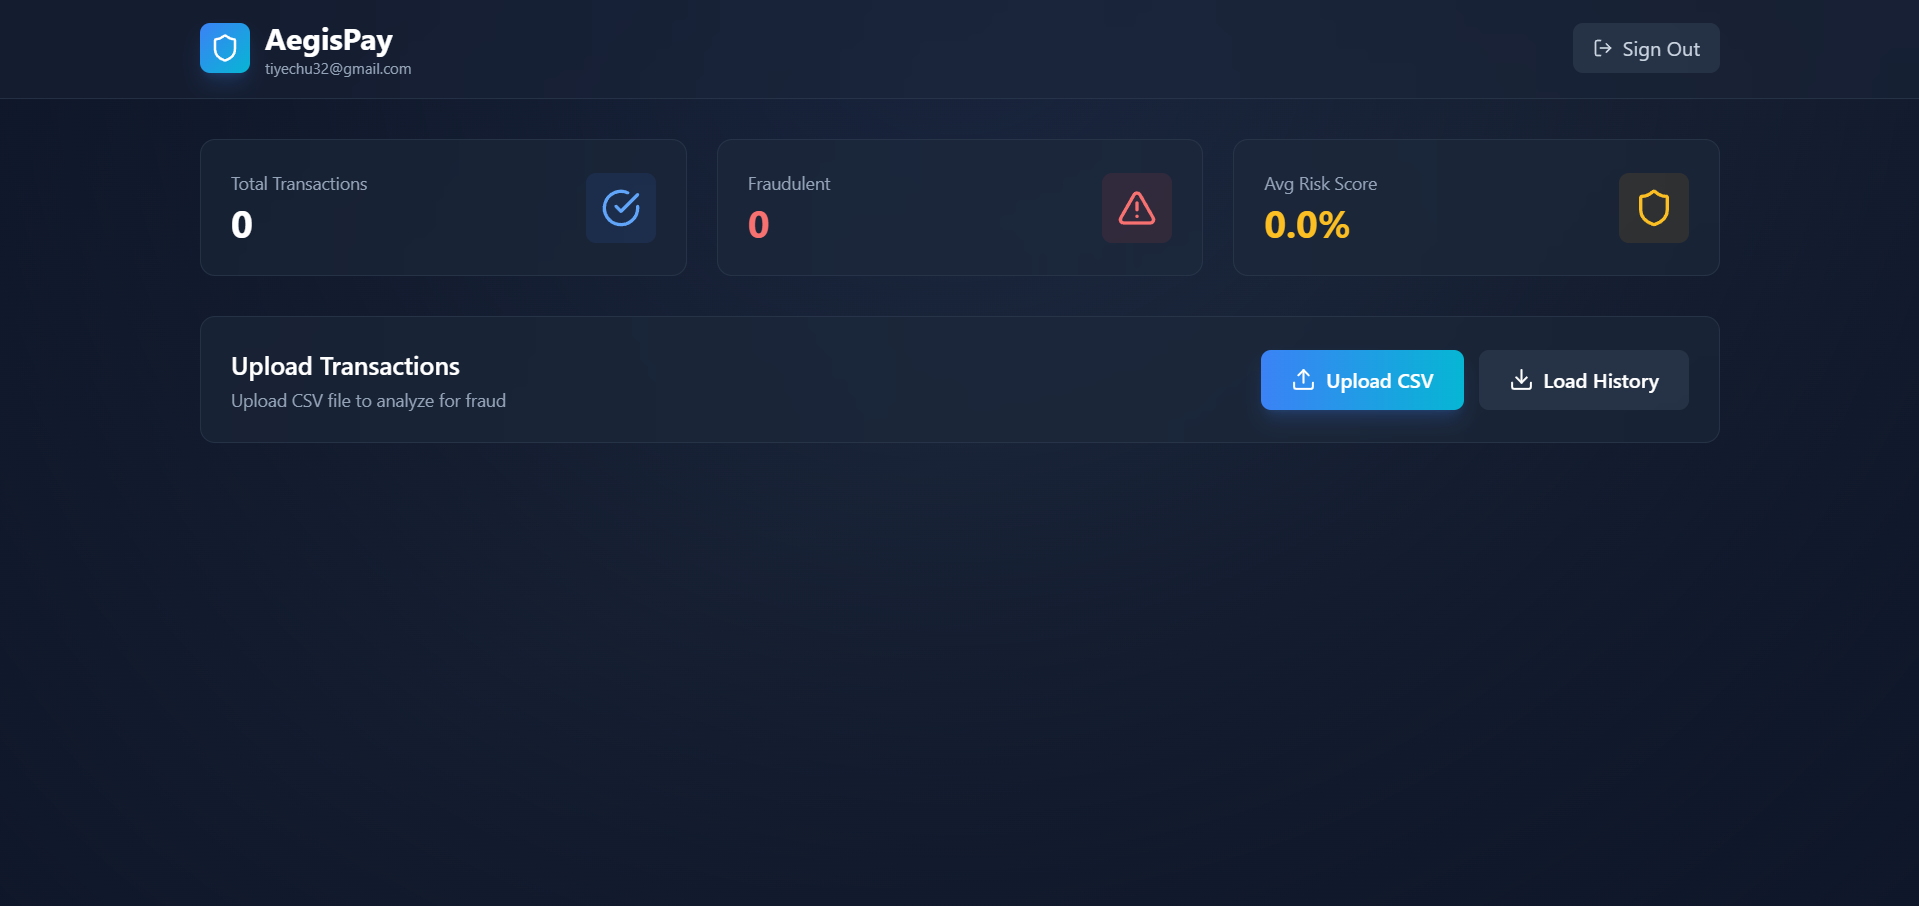 AegisPay
tiyechu32@gmail.com
Sign Out
Total Transactions
0
Fraudulent
0
Avg Risk Score
0.0%
Upload Transactions
Upload CSV file to analyze for fraud
Upload CSV
Load History